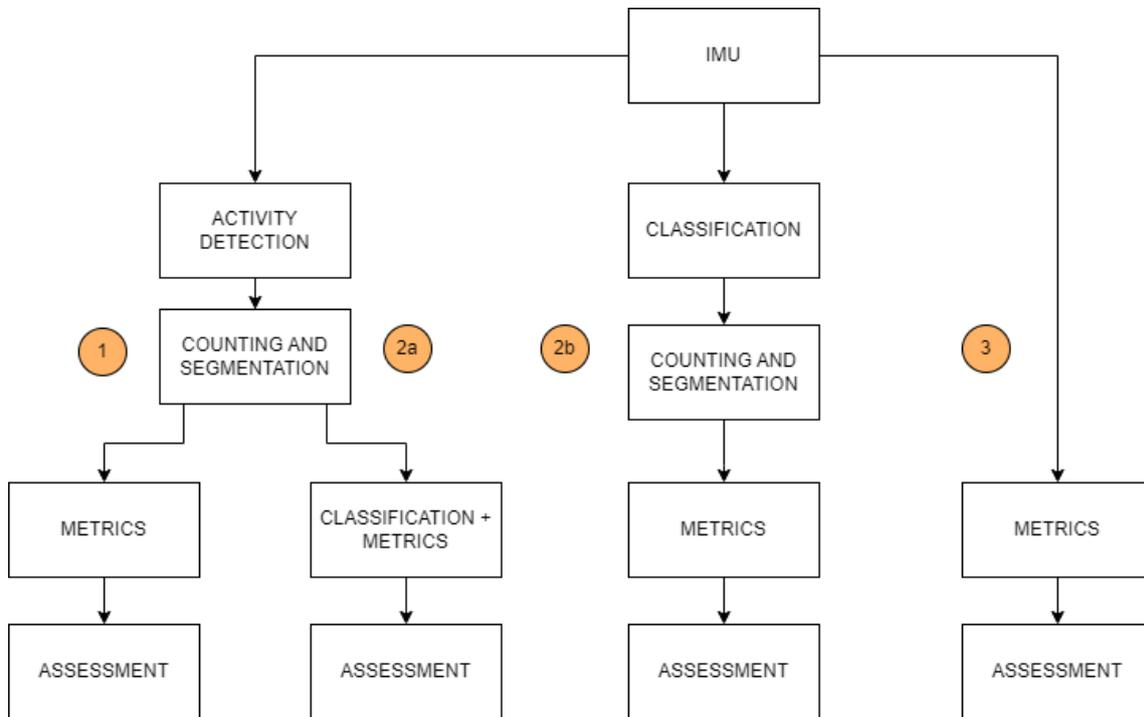 IMU
ACTIVITY
DETECTION
CLASSIFICATION
1
COUNTING AND
SEGMENTATION
2a
2b
COUNTING AND
SEGMENTATION
3
METRICS
CLASSIFICATION +
METRICS
METRICS
METRICS
ASSESSMENT
ASSESSMENT
ASSESSMENT
ASSESSMENT